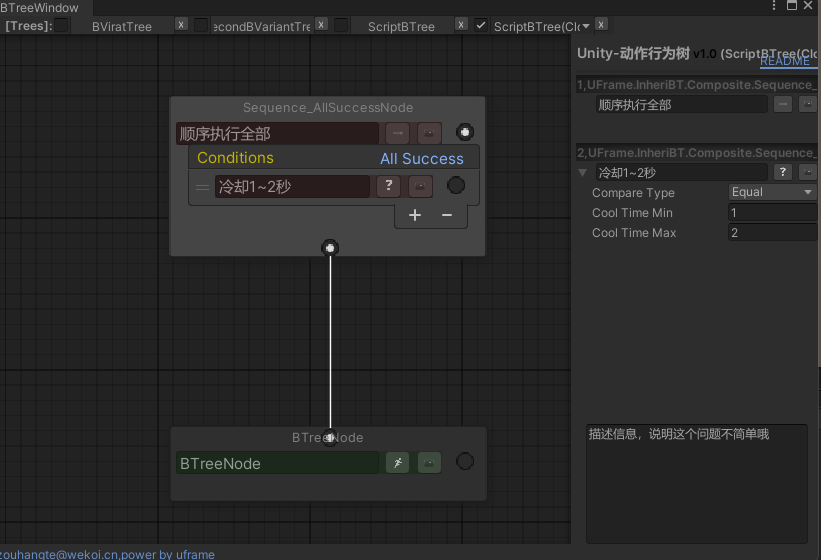 BTreeWindow
[Trees]: BViratTree x econdBVariantTre x ScriptBTree x ScriptBTree(Clo x
Unity-动作行为树 v1.0 (ScriptBTree(Clo
README
1,UFrame.InheriBT.Composite.Sequence_
顺序执行全部
2,UFrame.InheriBT.Composite.Sequence_
冷却1~2秒 ?
Compare Type Equal
Cool Time Min 1
Cool Time Max 2
描述信息，说明这个问题不简单哦
Sequence_AllSuccessNode
顺序执行全部
Conditions All Success
冷却1~2秒 ?
+ −
BTreeNode
BTreeNode
zouhangte@wekoi.cn,power by uframe